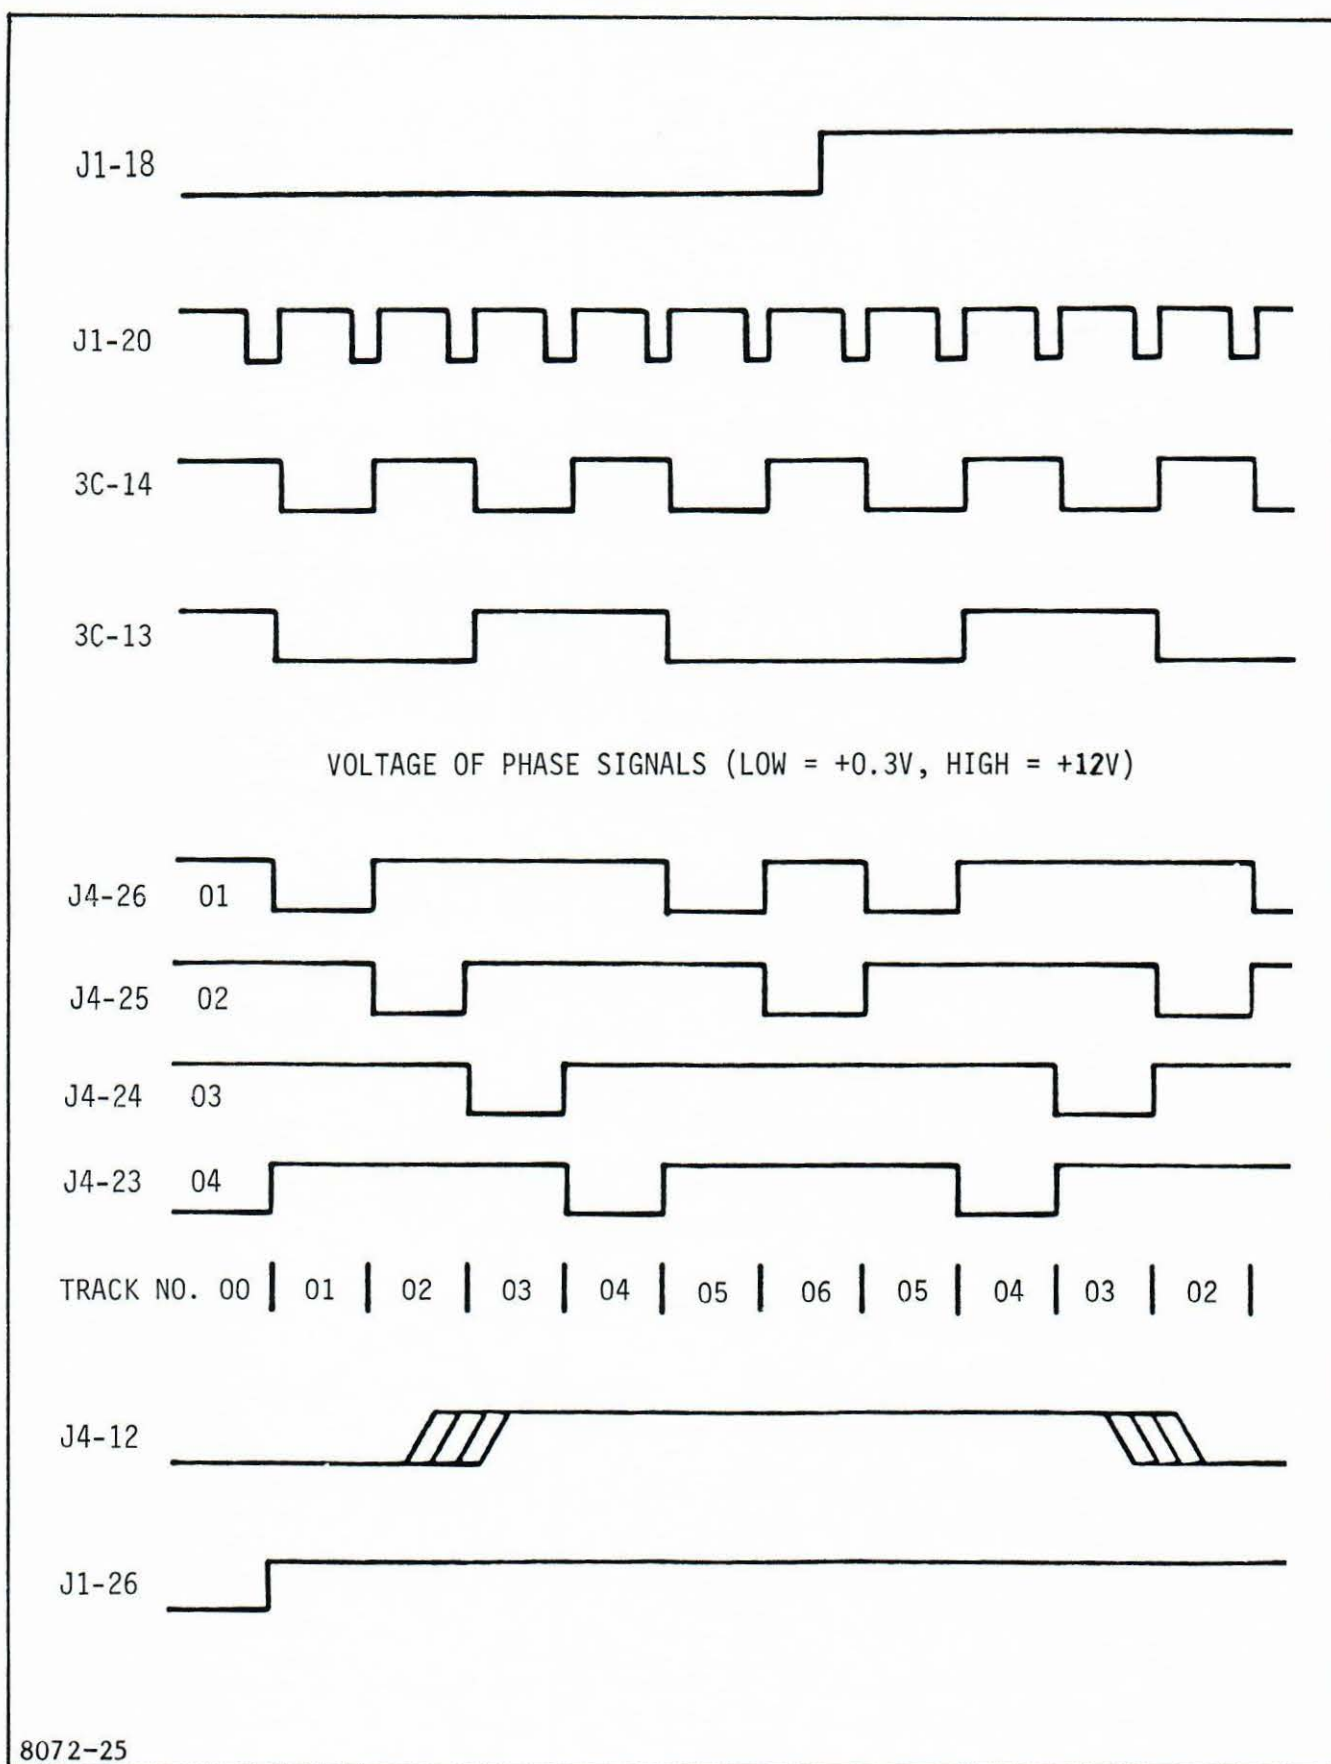 J1-18
J1-20
3C-14
3C-13
VOLTAGE OF PHASE SIGNALS (LOW = +0.3V, HIGH = +12V)
J4-26 01
J4-25 02
J4-24 03
J4-23 04
TRACK NO. 00 | 01 | 02 | 03 | 04 | 05 | 06 | 05 | 04 | 03 | 02 |
J4-12
J1-26
8072-25